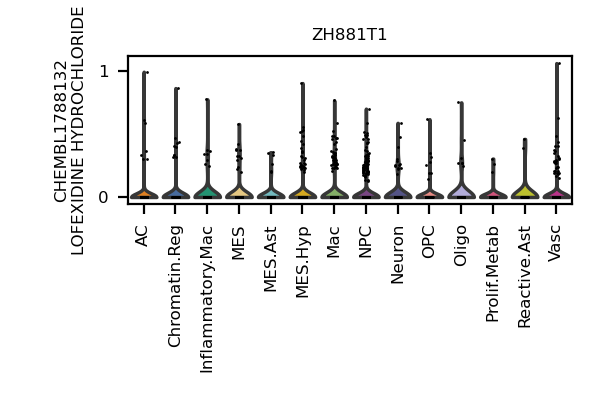 ZH881T1
CHEMBL1788132
LOFEXIDINE HYDROCHLORIDE
1
0
AC
Chromatin.Reg
Inflammatory.Mac
MES
MES.Ast
MES.Hyp
Mac
NPC
Neuron
OPC
Oligo
Prolif.Metab
Reactive.Ast
Vasc